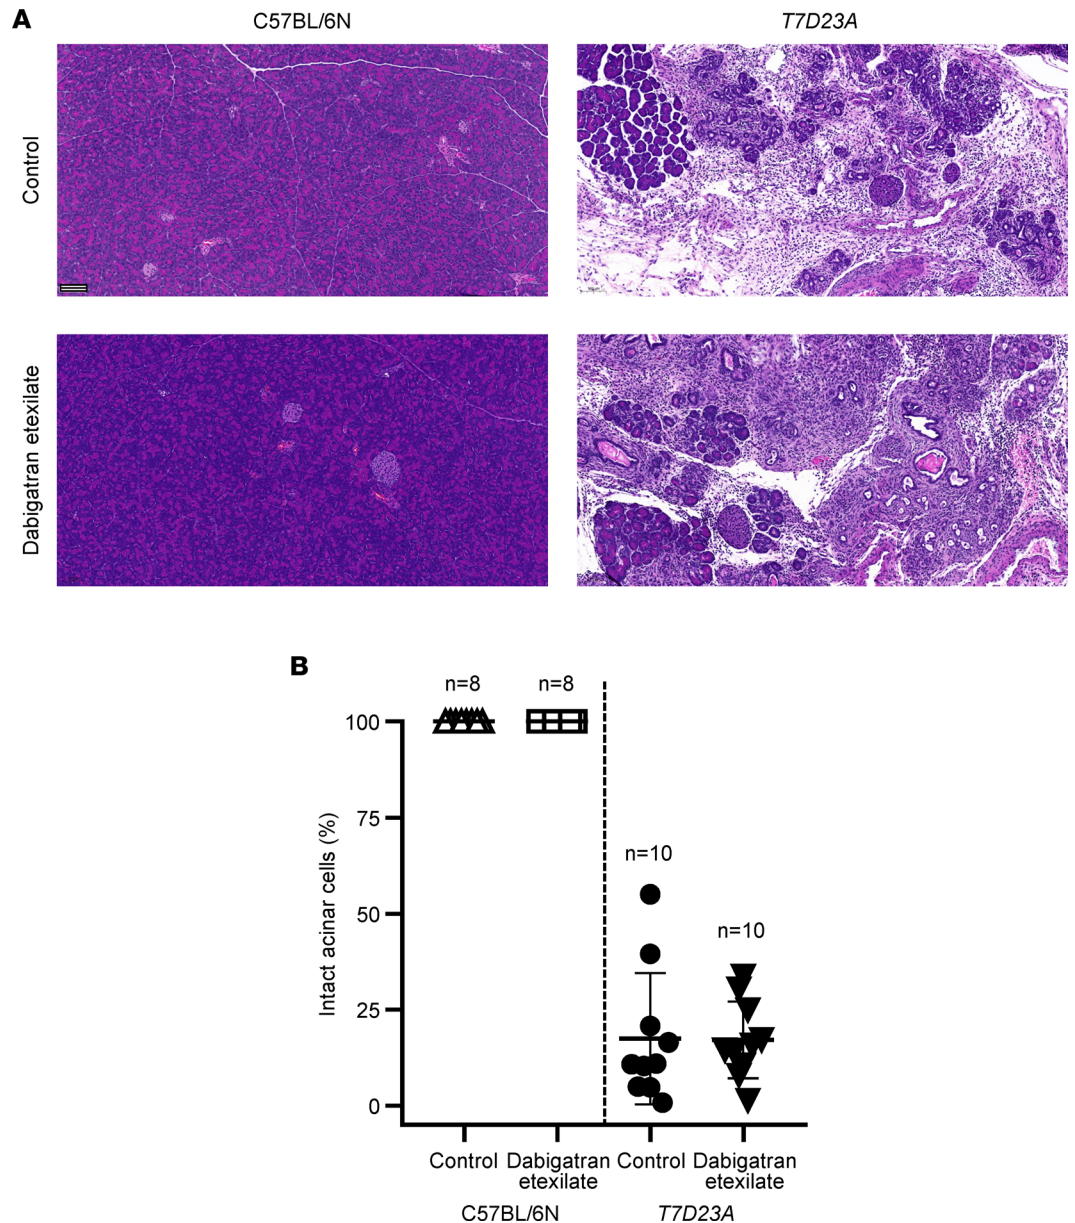 A
C57BL/6N
T7D23A
Control
Dabigatran etexilate
B
n=8
n=8
n=10
n=10
Intact acinar cells (%)
100
75
50
25
0
Control
Dabigatran
etexilate
Control
Dabigatran
etexilate
C57BL/6N
T7D23A